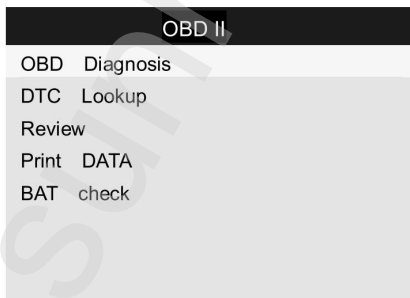 OBD II
OBD Diagnosis
DTC Lookup
Review
Print DATA
BAT check